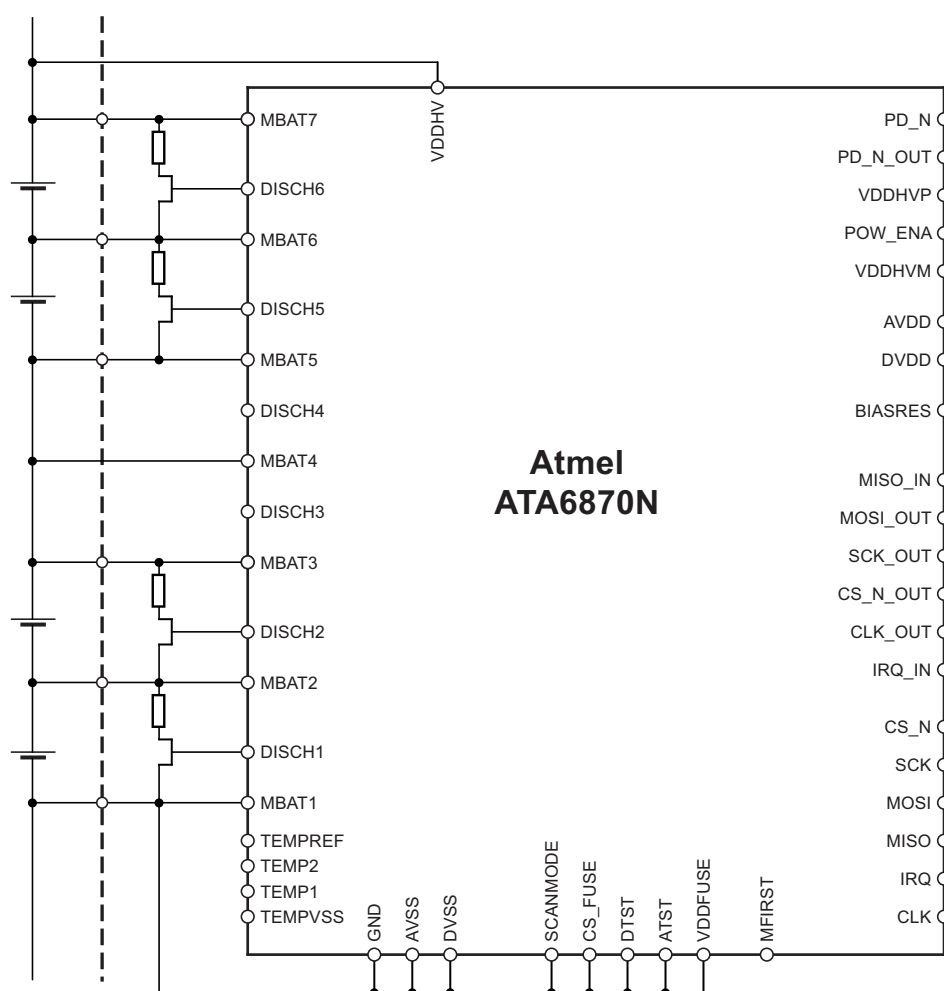 VDDHV
MBAT7
DISCH6
MBAT6
DISCH5
MBAT5
DISCH4
MBAT4
DISCH3
MBAT3
DISCH2
MBAT2
DISCH1
MBAT1
TEMPREF
TEMP2
TEMP1
TEMPVSS
Atmel
ATA6870N
PD_N
PD_N_OUT
VDDHVP
POW_ENA
VDDHVM
AVDD
DVDD
BIASRES
MISO_IN
MOSI_OUT
SCK_OUT
CS_N_OUT
CLK_OUT
IRQ_IN
CS_N
SCK
MOSI
MISO
IRQ
CLK
GND
AVSS
DVSS
SCANMODE
CS_FUSE
DTST
ATST
VDDFUSE
MFIRST